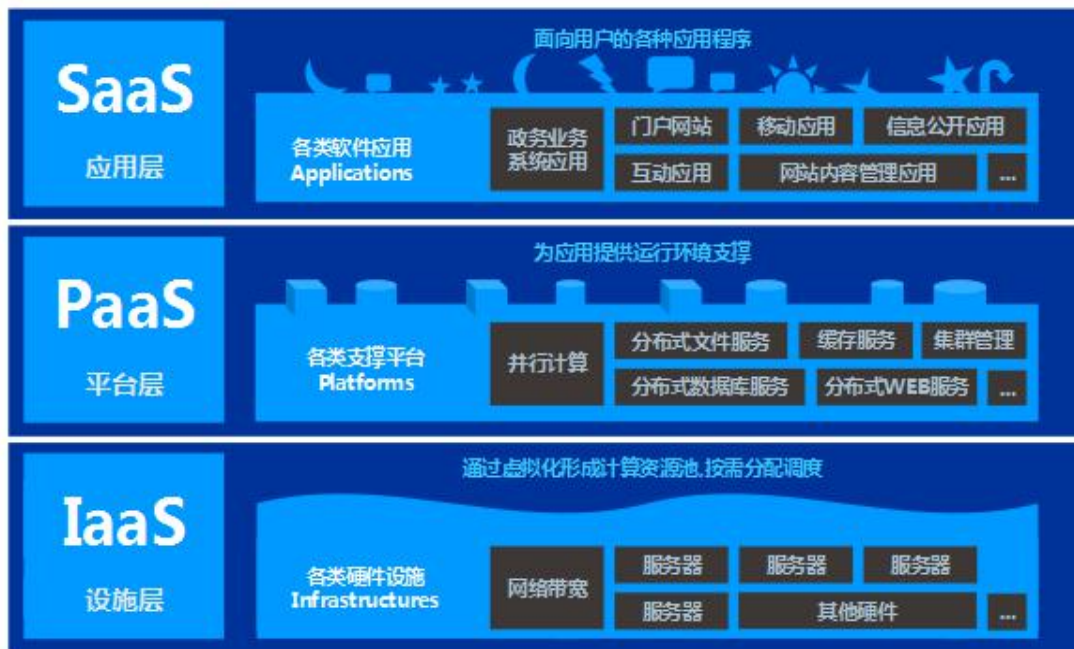 SaaS
应用层
面向用户的各种应用程序
各类软件应用
Applications
政务业务
系统应用
门户网站
移动应用
信息公开应用
互动应用
网站内容管理应用
...
PaaS
平台层
为应用提供运行环境支撑
各类支撑平台
Platforms
并行计算
分布式文件服务
缓存服务
集群管理
分布式数据库服务
分布式WEB服务
...
IaaS
设施层
通过虚拟化形成计算资源池,按需分配调度
各类硬件设施
Infrastructures
网络带宽
服务器
服务器
服务器
服务器
其他硬件
...